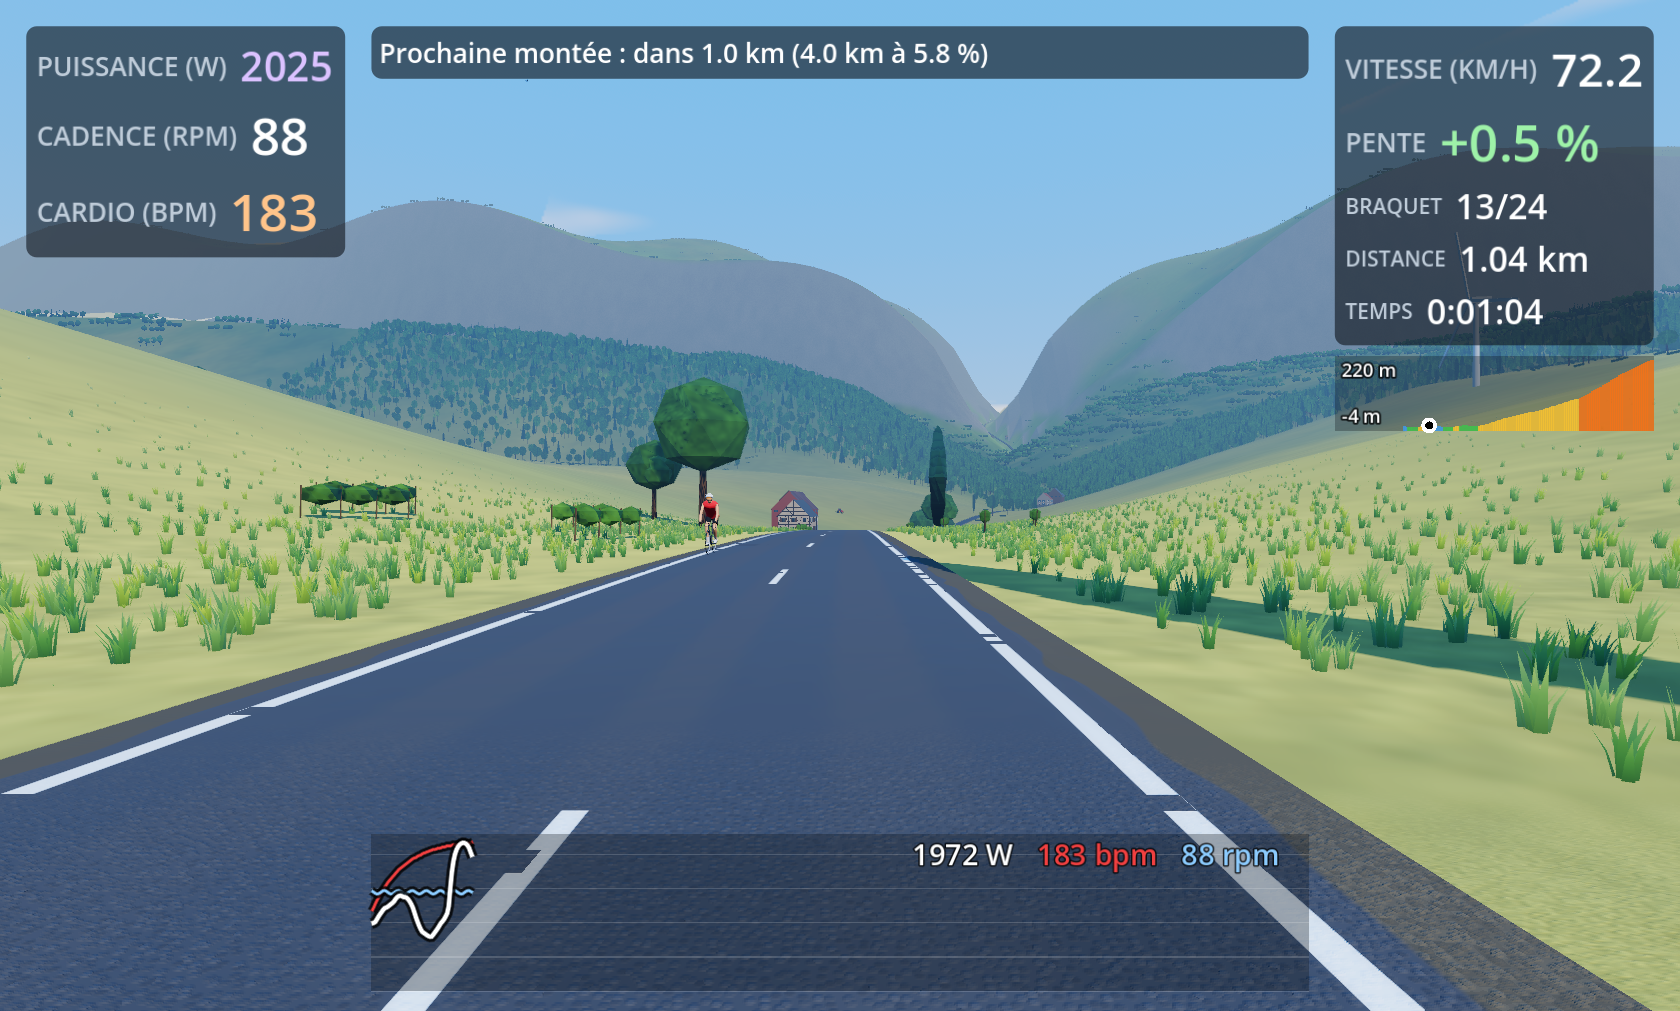 PUISSANCE (W) 2025
CADENCE (RPM) 88
CARDIO (BPM) 183
Prochaine montée : dans 1.0 km (4.0 km à 5.8 %)
VITESSE (KM/H) 72.2
PENTE +0.5 %
BRAQUET 13/24
DISTANCE 1.04 km
TEMPS 0:01:04
220 m
-4 m
1972 W 183 bpm 88 rpm